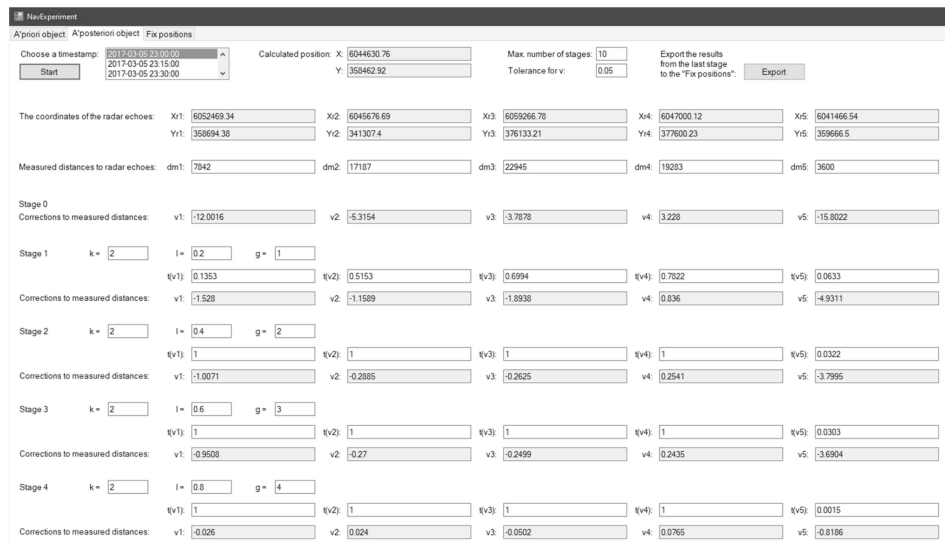 NavExperiment
A'priori object A'posteriori object Fix positions
Choose a timestamp: 2017-03-05 23:00:00 Calculated position: X: 6044630.76 Max. number of stages: 10 Export the results
Start 2017-03-05 23:15:00 Y: 358462.92 Tolerance for v: 0.05 from the last stage
2017-03-05 23:30:00 to the "Fix positions": Export
The coordinates of the radar echoes: Xr1: 6052469.34 Xr2: 6045676.69 Xr3: 6059266.78 Xr4: 6047000.12 Xr5: 6041466.54
Yr1: 358694.38 Yr2: 341307.4 Yr3: 376133.21 Yr4: 377600.23 Yr5: 359666.5
Measured distances to radar echoes: dm1: 7842 dm2: 17187 dm3: 22945 dm4: 19283 dm5: 3600
Stage 0
Corrections to measured distances: v1: -12.0016 v2: -5.3154 v3: -3.7878 v4: 3.228 v5: -15.8022
Stage 1 k = 2 l = 0.2 g = 1
t(v1): 0.1353 t(v2): 0.5153 t(v3): 0.6994 t(v4): 0.7822 t(v5): 0.0633
Corrections to measured distances: v1: -1.528 v2: -1.1589 v3: -1.8938 v4: 0.836 v5: -4.9311
Stage 2 k = 2 l = 0.4 g = 2
t(v1): 1 t(v2): 1 t(v3): 1 t(v4): 1 t(v5): 0.0322
Corrections to measured distances: v1: -1.0071 v2: -0.2885 v3: -0.2625 v4: 0.2541 v5: -3.7995
Stage 3 k = 2 l = 0.6 g = 3
t(v1): 1 t(v2): 1 t(v3): 1 t(v4): 1 t(v5): 0.0303
Corrections to measured distances: v1: -0.9508 v2: -0.27 v3: -0.2499 v4: 0.2435 v5: -3.6904
Stage 4 k = 2 l = 0.8 g = 4
t(v1): 1 t(v2): 1 t(v3): 1 t(v4): 1 t(v5): 0.0015
Corrections to measured distances: v1: -0.026 v2: 0.024 v3: -0.0502 v4: 0.0765 v5: -0.8186